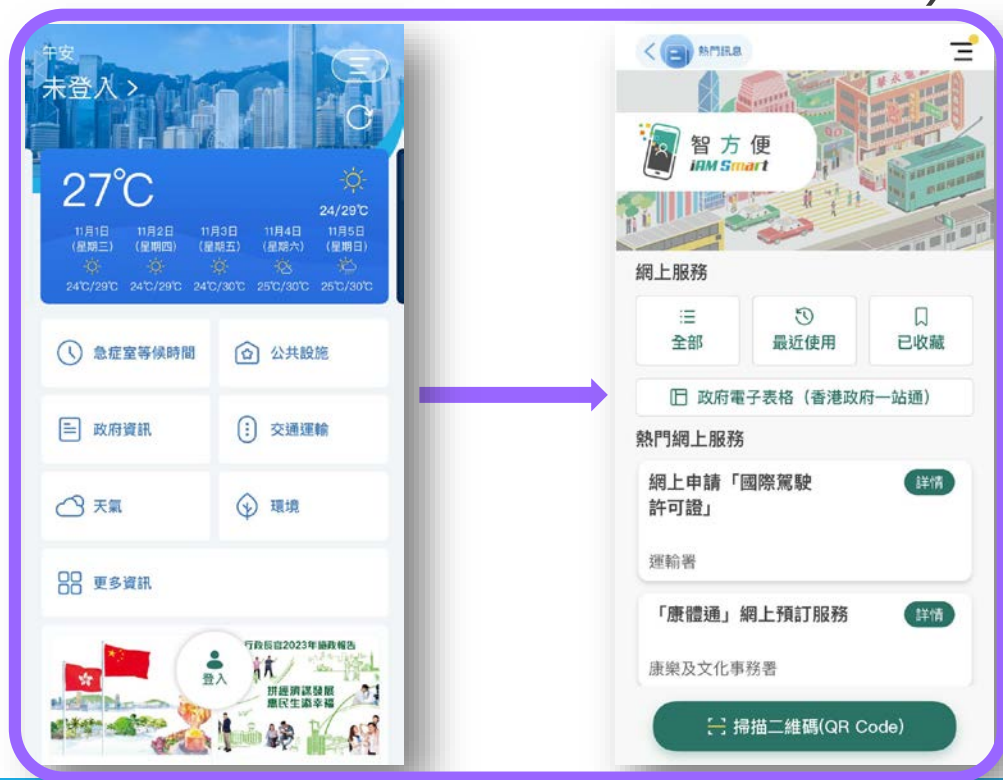 午安
未登入 >
27°C
24/29°C
11月1日 11月2日 11月3日 11月4日 11月5日
(星期三) (星期四) (星期五) (星期六) (星期日)
24°C/29°C 24°C/29°C 24°C/30°C 25°C/30°C 25°C/30°C
急症室等候時間
公共設施
政府資訊
交通運輸
天氣
環境
更多資訊
行政長官2023年施政報告
拼經濟謀發展
惠民生添幸福
登入
熱門訊息
華永電
智方便
iAM Smart
網上服務
全部
最近使用
已收藏
政府電子表格（香港政府一站通）
熱門網上服務
網上申請「國際駕駛
許可證」
詳情
運輸署
「康體通」網上預訂服務
詳情
康樂及文化事務署
掃描二維碼(QR Code)